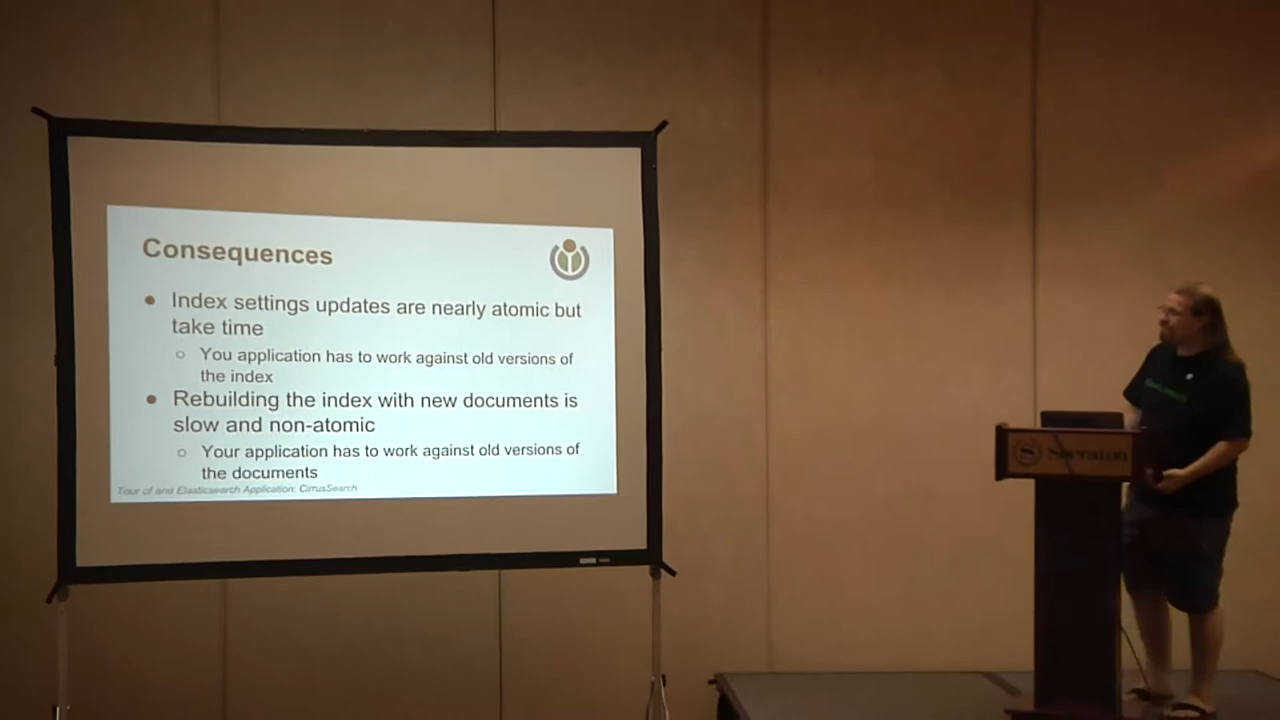 Consequences
● Index settings updates are nearly atomic but
take time
○ You application has to work against old versions of
the index
● Rebuilding the index with new documents is
slow and non-atomic
○ Your application has to work against old versions of
the documents
Tour of and Elasticsearch Application: CirrusSearch
Sheraton